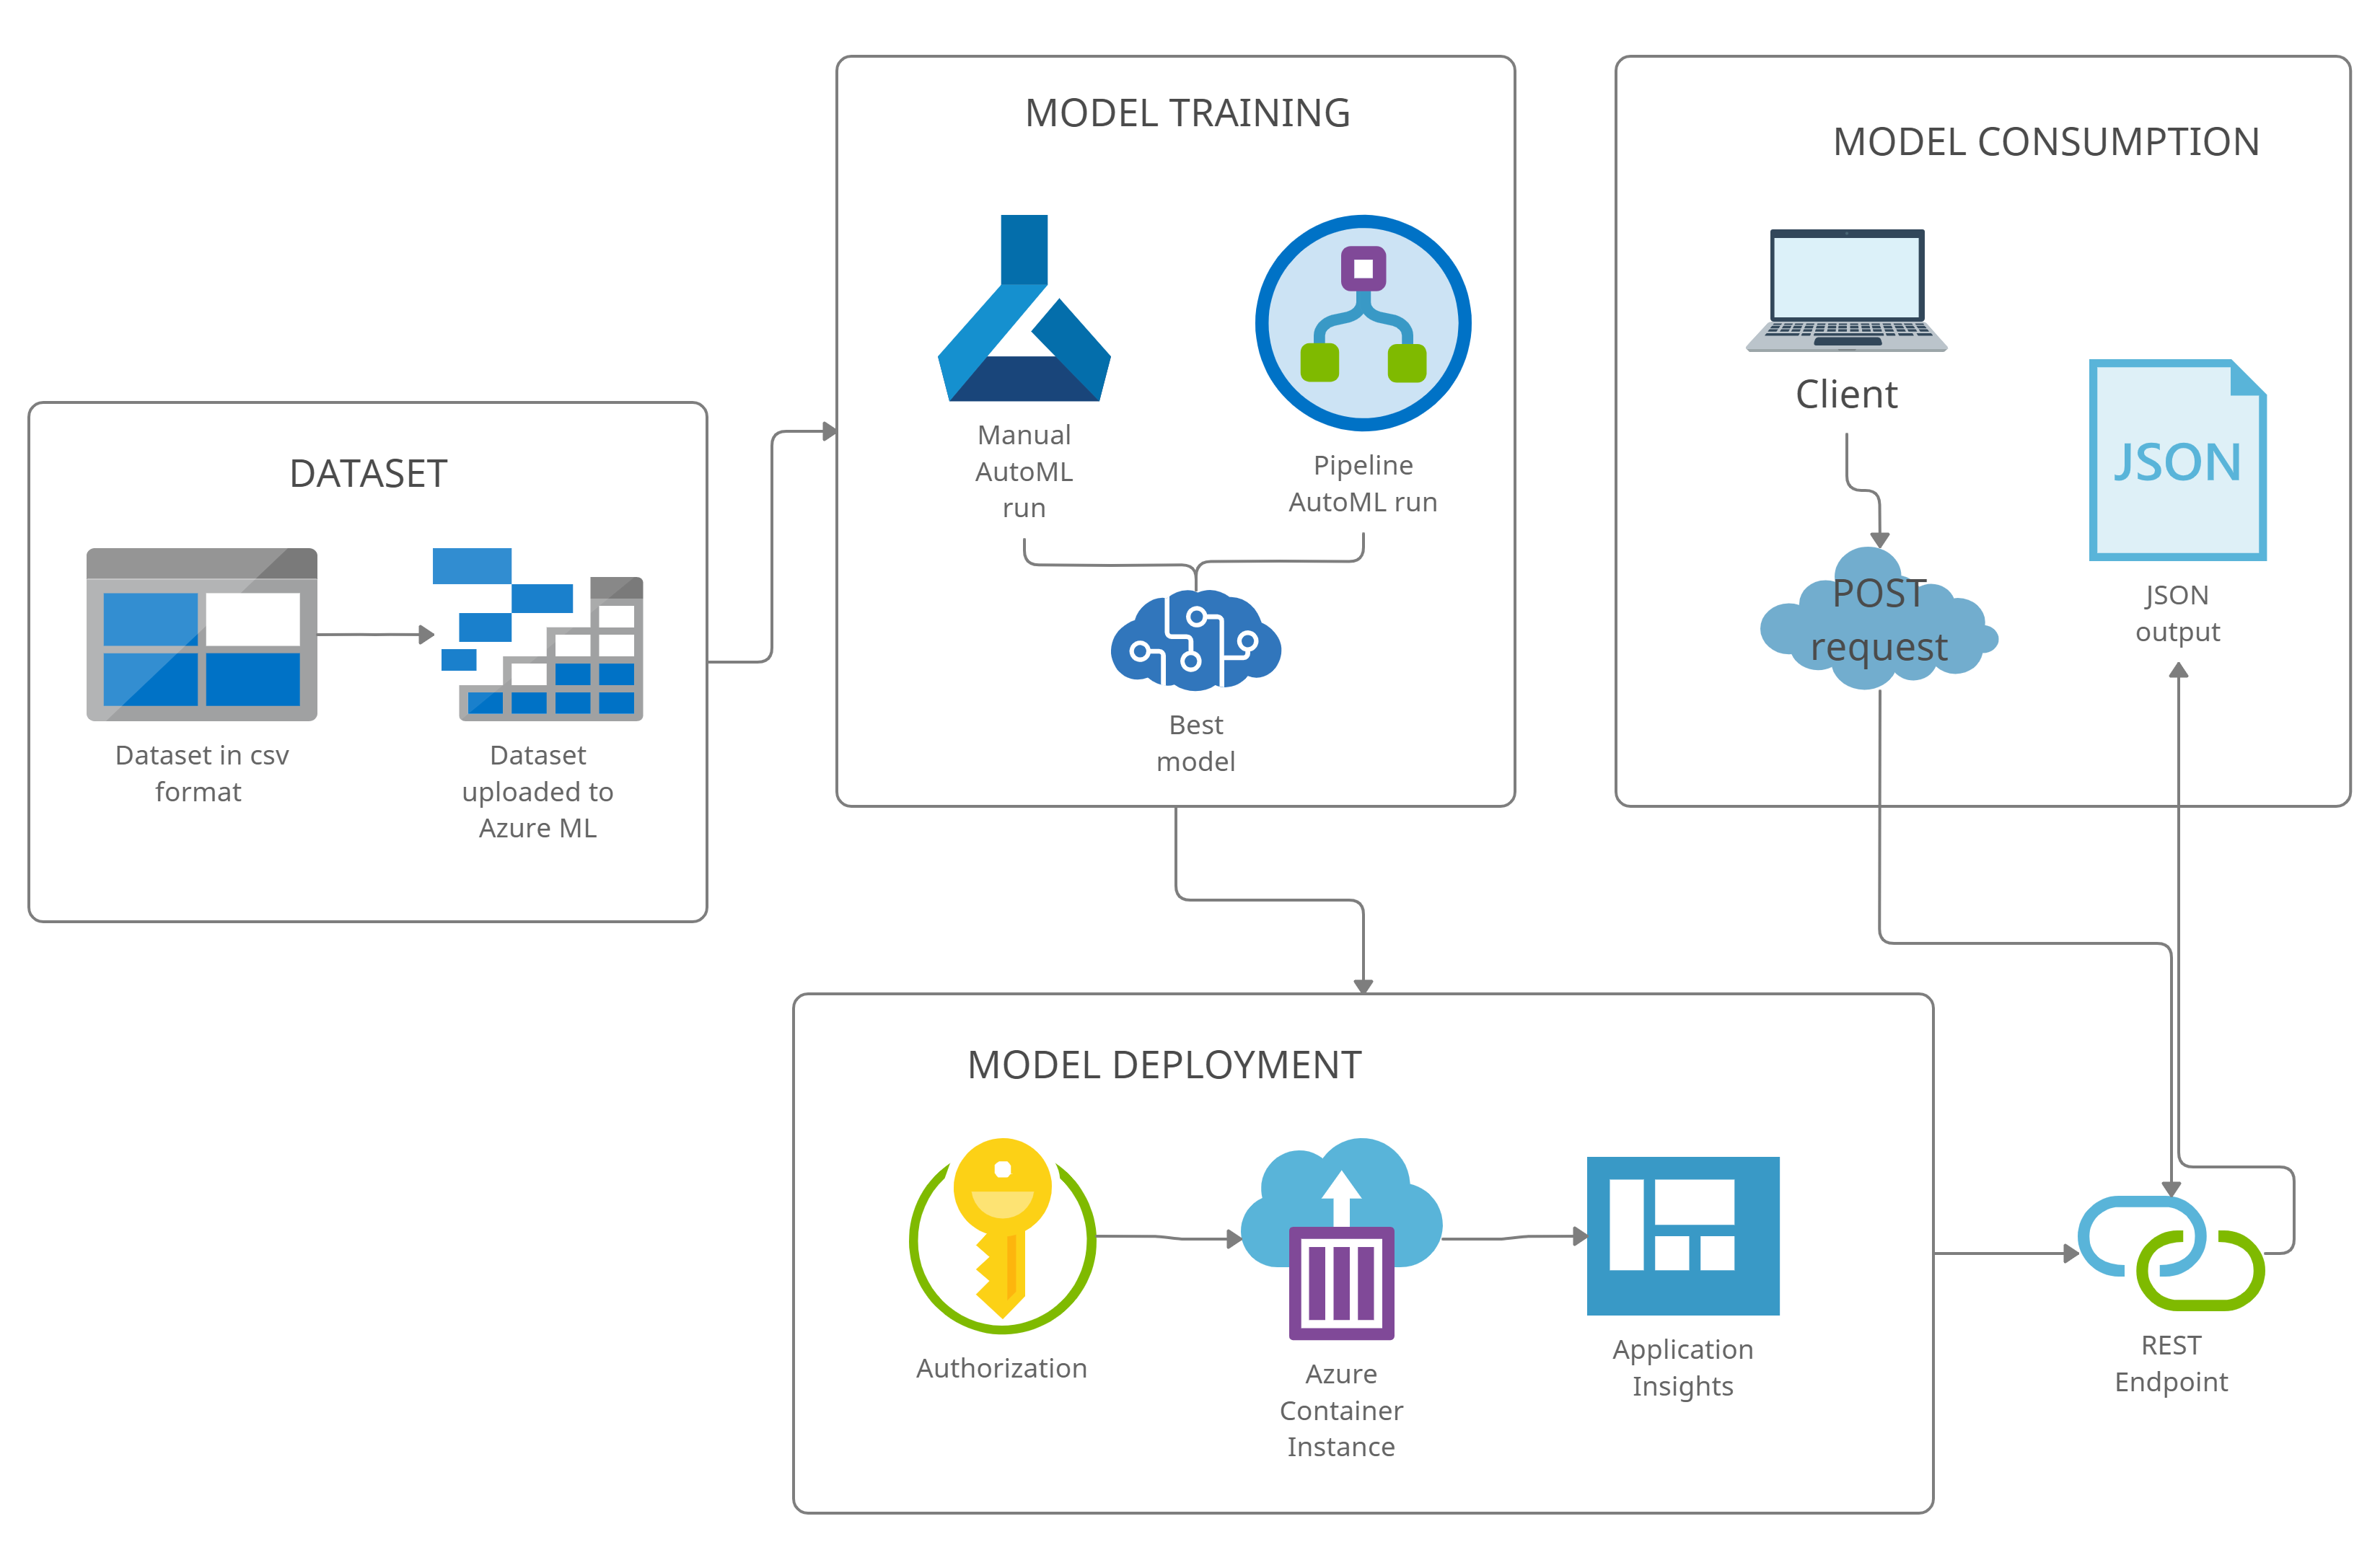 DATASET
Dataset in csv
format
Dataset
uploaded to
Azure ML
MODEL TRAINING
Manual
AutoML
run
Pipeline
AutoML run
Best
model
MODEL CONSUMPTION
Client
POST
request
JSON
JSON
output
MODEL DEPLOYMENT
Authorization
Azure
Container
Instance
Application
Insights
REST
Endpoint